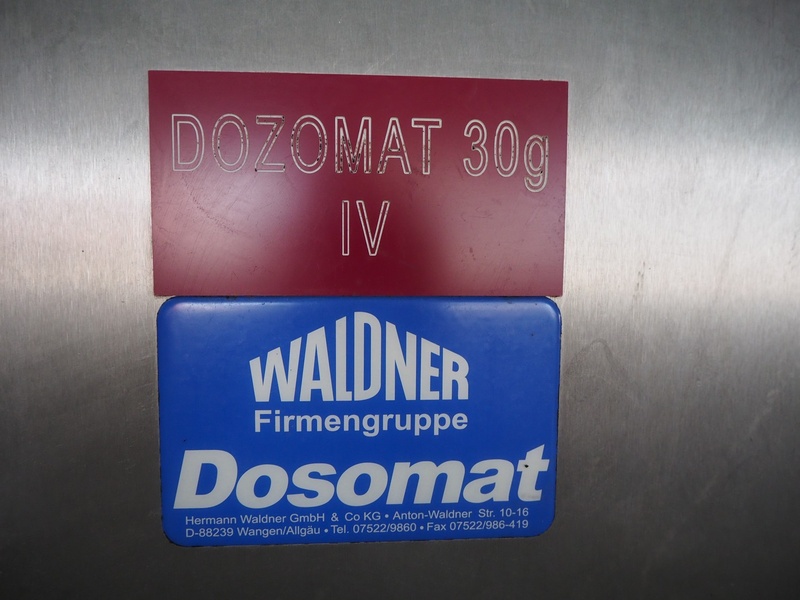 DOZOMAT 30g
IV
WALDNER
Firmengruppe
Dosomat
Hermann Waldner GmbH & Co KG • Anton-Waldner Str. 10-16
D-88239 Wangen/Allgäu • Tel. 07522/9860 • Fax 07522/986-419